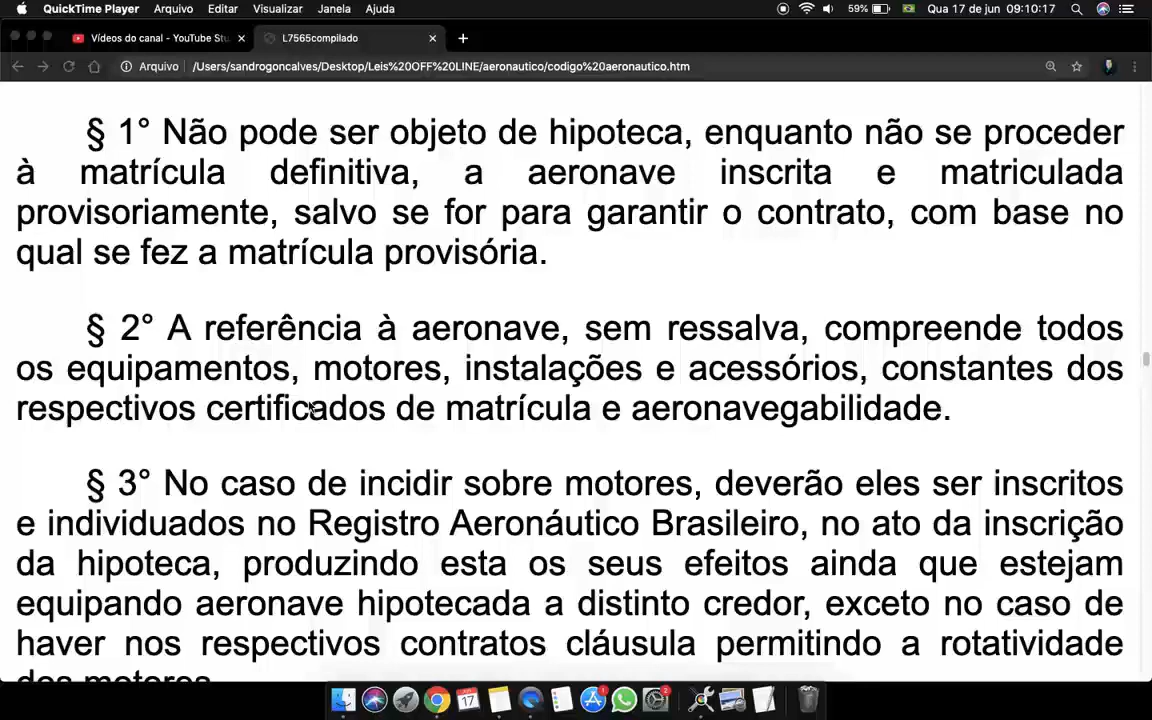 QuickTime Player Arquivo Editar Visualizar Janela Ajuda 59% Qua 17 de jun 09:10:17
Vídeos do canal - YouTube Stu L7565compilado
Arquivo /Users/sandrogoncalves/Desktop/Leis%20OFF%20LINE/aeronautico/codigo%20aeronautico.htm
§ 1° Não pode ser objeto de hipoteca, enquanto não se proceder
à matrícula definitiva, a aeronave inscrita e matriculada
provisoriamente, salvo se for para garantir o contrato, com base no
qual se fez a matrícula provisória.
§ 2° A referência à aeronave, sem ressalva, compreende todos
os equipamentos, motores, instalações e acessórios, constantes dos
respectivos certificados de matrícula e aeronavegabilidade.
§ 3° No caso de incidir sobre motores, deverão eles ser inscritos
e individuados no Registro Aeronáutico Brasileiro, no ato da inscrição
da hipoteca, produzindo esta os seus efeitos ainda que estejam
equipando aeronave hipotecada a distinto credor, exceto no caso de
haver nos respectivos contratos cláusula permitindo a rotatividade
dos motores.
17